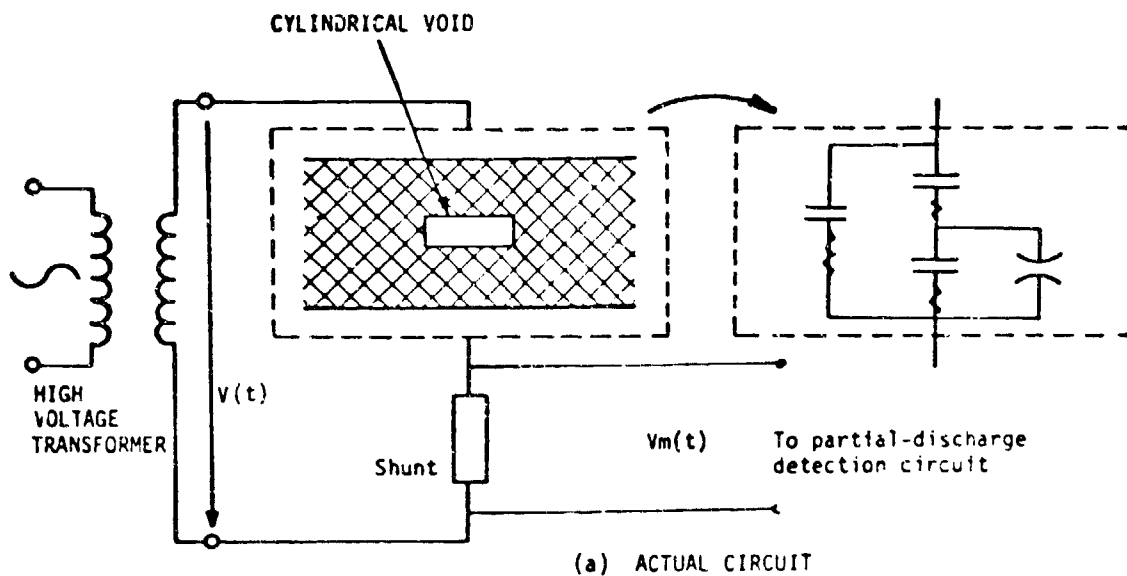 CYLINDRICAL VOID
HIGH
VOLTAGE
TRANSFORMER
V(t)
Shunt
Vm(t)
To partial-discharge
detection circuit
(a) ACTUAL CIRCUIT